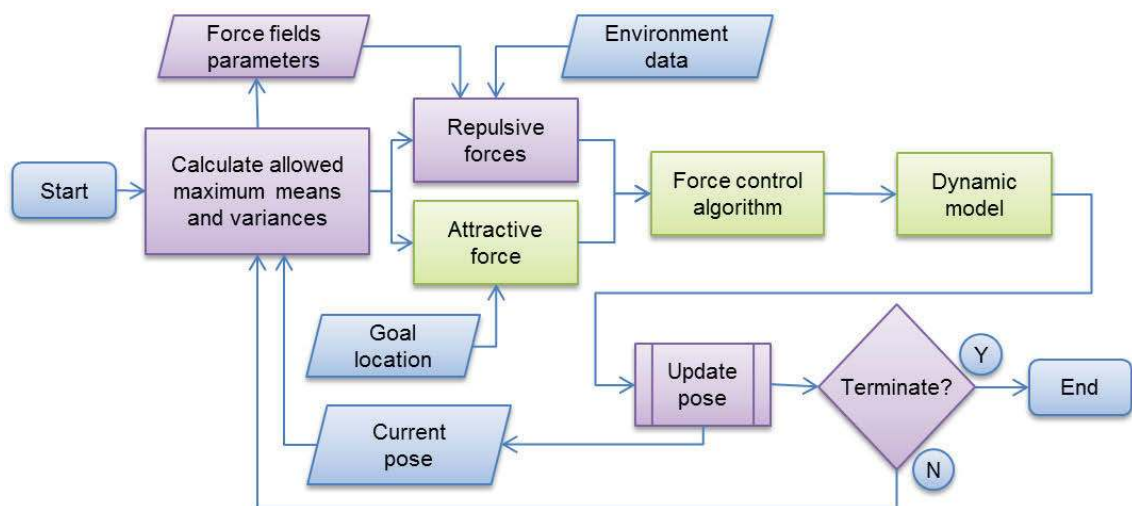 Force fields
parameters
Environment
data
Start
Calculate allowed
maximum means
and variances
Repulsive
forces
Attractive
force
Force control
algorithm
Dynamic
model
Goal
location
Update
pose
Terminate?
Y
End
Current
pose
N